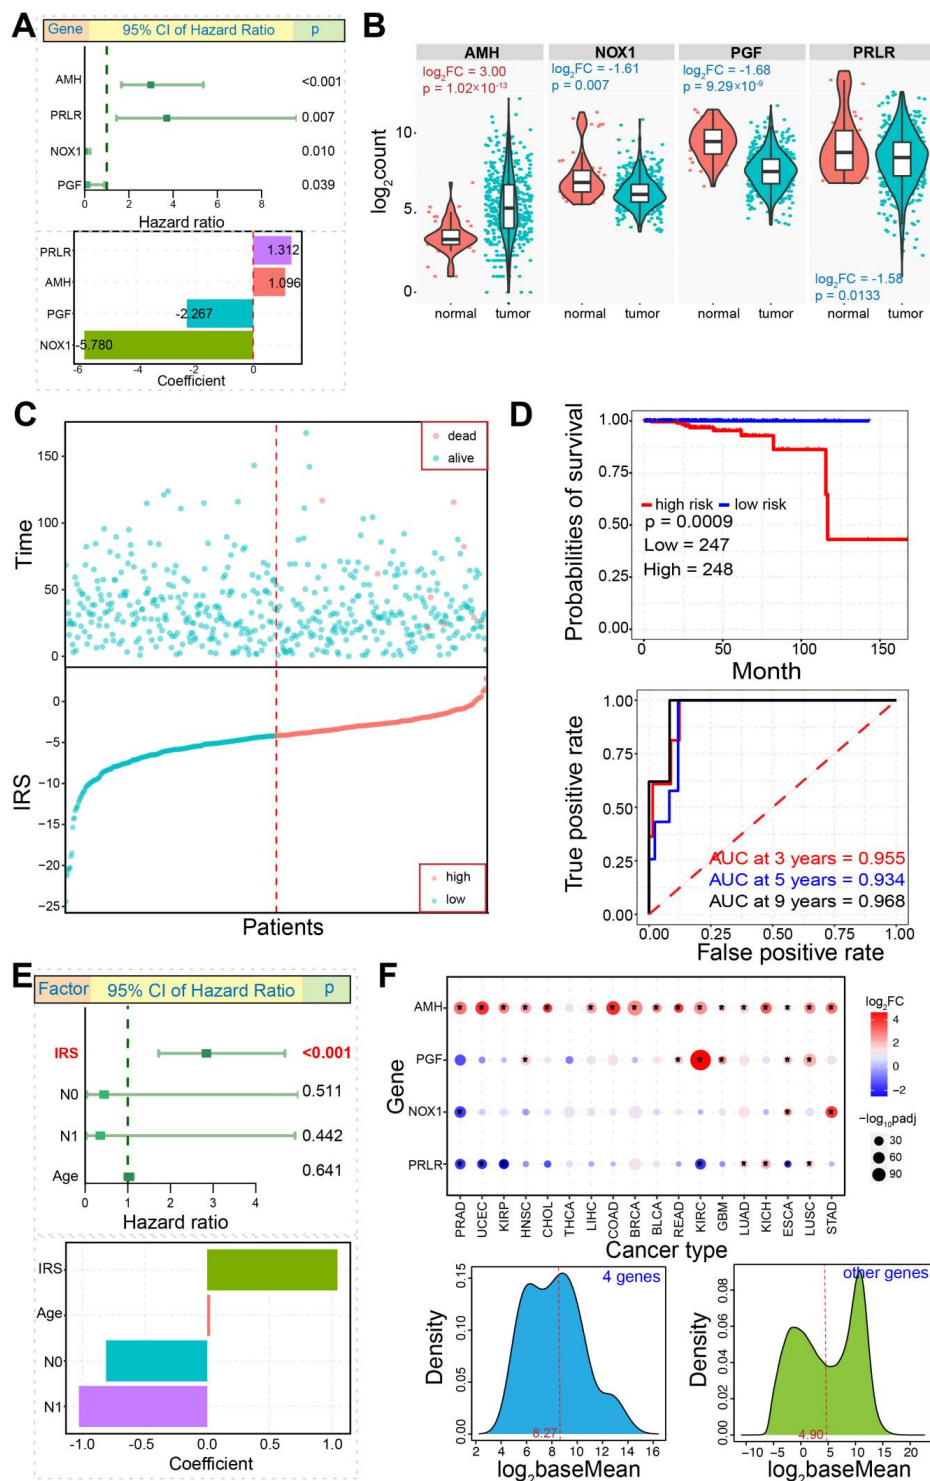 A
Gene 95% CI of Hazard Ratio p
AMH <0.001
PRLR 0.007
NOX1 0.010
PGF 0.039
0 2 4 6 8
Hazard ratio
PRLR 1.312
AMH 1.096
PGF -2.267
NOX1 -5.780
-6 -4 -2 0
Coefficient
B
AMH NOX1 PGF PRLR
log2FC = 3.00
p = 1.02×10-13
log2FC = -1.61
p = 0.007
log2FC = -1.68
p = 9.29×10-9
log2FC = -1.58
p = 0.0133
log2count
10
5
0
normal tumor normal tumor normal tumor normal tumor
C
dead
alive
Time
150
100
50
0
IRS
0
−5
−10
−15
−20
−25
high
low
Patients
D
Probabilities of survival
1.00
0.75
0.50
0.25
0.00
high risk low risk
p = 0.0009
Low = 247
High = 248
0 50 100 150
Month
True positive rate
1.00
0.75
0.50
0.25
0.00
AUC at 3 years = 0.955
AUC at 5 years = 0.934
AUC at 9 years = 0.968
0.00 0.25 0.50 0.75 1.00
False positive rate
E
Factor 95% CI of Hazard Ratio p
IRS <0.001
N0 0.511
N1 0.442
Age 0.641
0 1 2 3 4
Hazard ratio
IRS
Age
N0
N1
-1.0 -0.5 0.0 0.5 1.0
Coefficient
F
Gene
AMH
PGF
NOX1
PRLR
PRAD UCEC KIRP HNSC CHOL THCA LIHC COAD BRCA BLCA READ KIRC GBM LUAD KICH ESCA LUSC STAD
Cancer type
log2FC
4
2
0
−2
−log10padj
30
60
90
4 genes
Density
0.15
0.10
0.05
0.00
8.27
2 4 6 8 10 12 14 16
log2baseMean
other genes
Density
0.08
0.06
0.04
0.02
0.00
4.90
−10 −5 0 5 10 15 20
log2baseMean